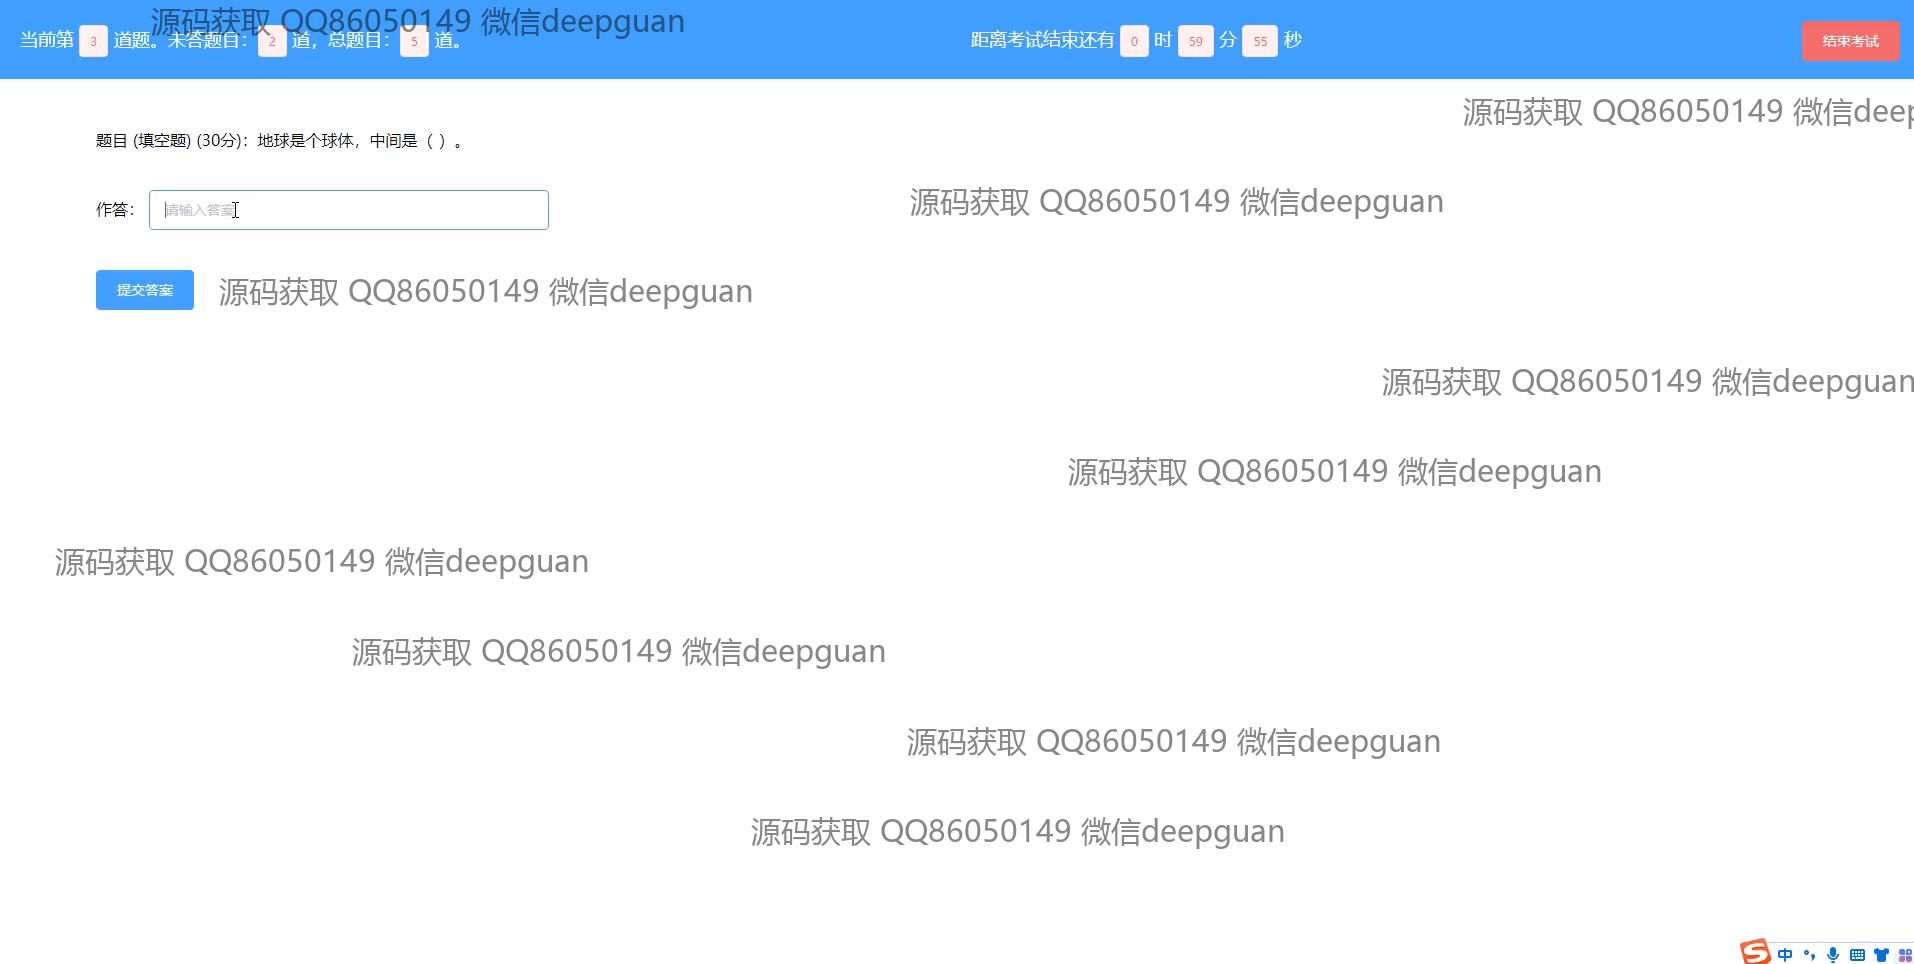 源码获取 QQ86050149 微信deepguan
当前第 3 道题。未答题目： 2 道，总题目： 5 道。
距离考试结束还有 0 时 59 分 55 秒
结束考试
源码获取 QQ86050149 微信deep
题目 (填空题) (30分)：地球是个球体，中间是（ ）。
源码获取 QQ86050149 微信deepguan
作答： 请输入答案
提交答案
源码获取 QQ86050149 微信deepguan
源码获取 QQ86050149 微信deepguan
源码获取 QQ86050149 微信deepguan
源码获取 QQ86050149 微信deepguan
源码获取 QQ86050149 微信deepguan
源码获取 QQ86050149 微信deepguan
源码获取 QQ86050149 微信deepguan
S 中